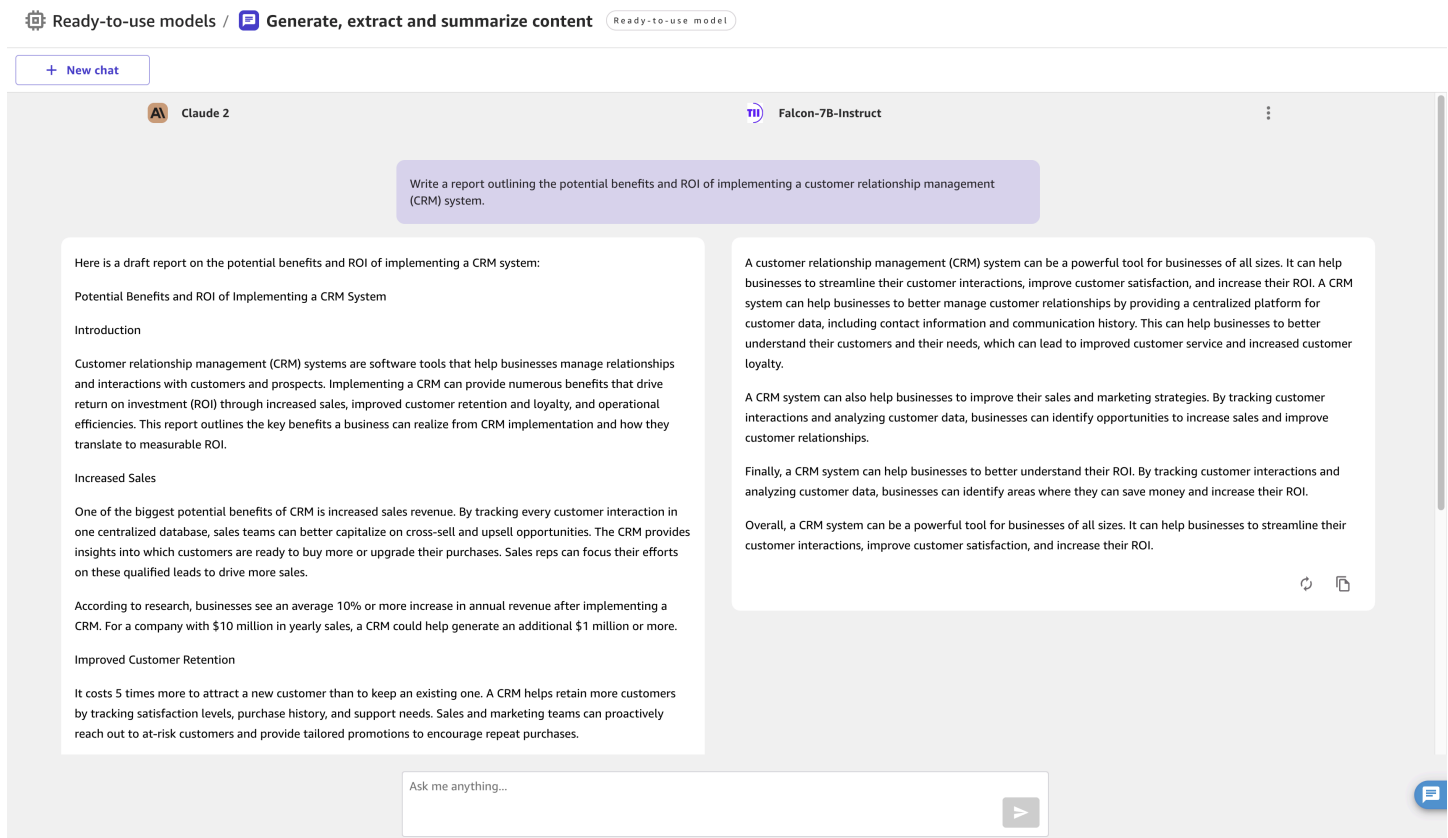 Ready-to-use models / Generate, extract and summarize content Ready-to-use model
+ New chat
Claude 2
Falcon-7B-Instruct
Write a report outlining the potential benefits and ROI of implementing a customer relationship management
(CRM) system.
Here is a draft report on the potential benefits and ROI of implementing a CRM system:
Potential Benefits and ROI of Implementing a CRM System
Introduction
Customer relationship management (CRM) systems are software tools that help businesses manage relationships
and interactions with customers and prospects. Implementing a CRM can provide numerous benefits that drive
return on investment (ROI) through increased sales, improved customer retention and loyalty, and operational
efficiencies. This report outlines the key benefits a business can realize from CRM implementation and how they
translate to measurable ROI.
Increased Sales
One of the biggest potential benefits of CRM is increased sales revenue. By tracking every customer interaction in
one centralized database, sales teams can better capitalize on cross-sell and upsell opportunities. The CRM provides
insights into which customers are ready to buy more or upgrade their purchases. Sales reps can focus their efforts
on these qualified leads to drive more sales.
According to research, businesses see an average 10% or more increase in annual revenue after implementing a
CRM. For a company with $10 million in yearly sales, a CRM could help generate an additional $1 million or more.
Improved Customer Retention
It costs 5 times more to attract a new customer than to keep an existing one. A CRM helps retain more customers
by tracking satisfaction levels, purchase history, and support needs. Sales and marketing teams can proactively
reach out to at-risk customers and provide tailored promotions to encourage repeat purchases.
A customer relationship management (CRM) system can be a powerful tool for businesses of all sizes. It can help
businesses to streamline their customer interactions, improve customer satisfaction, and increase their ROI. A CRM
system can help businesses to better manage customer relationships by providing a centralized platform for
customer data, including contact information and communication history. This can help businesses to better
understand their customers and their needs, which can lead to improved customer service and increased customer
loyalty.
A CRM system can also help businesses to improve their sales and marketing strategies. By tracking customer
interactions and analyzing customer data, businesses can identify opportunities to increase sales and improve
customer relationships.
Finally, a CRM system can help businesses to better understand their ROI. By tracking customer interactions and
analyzing customer data, businesses can identify areas where they can save money and increase their ROI.
Overall, a CRM system can be a powerful tool for businesses of all sizes. It can help businesses to streamline their
customer interactions, improve customer satisfaction, and increase their ROI.
Ask me anything...